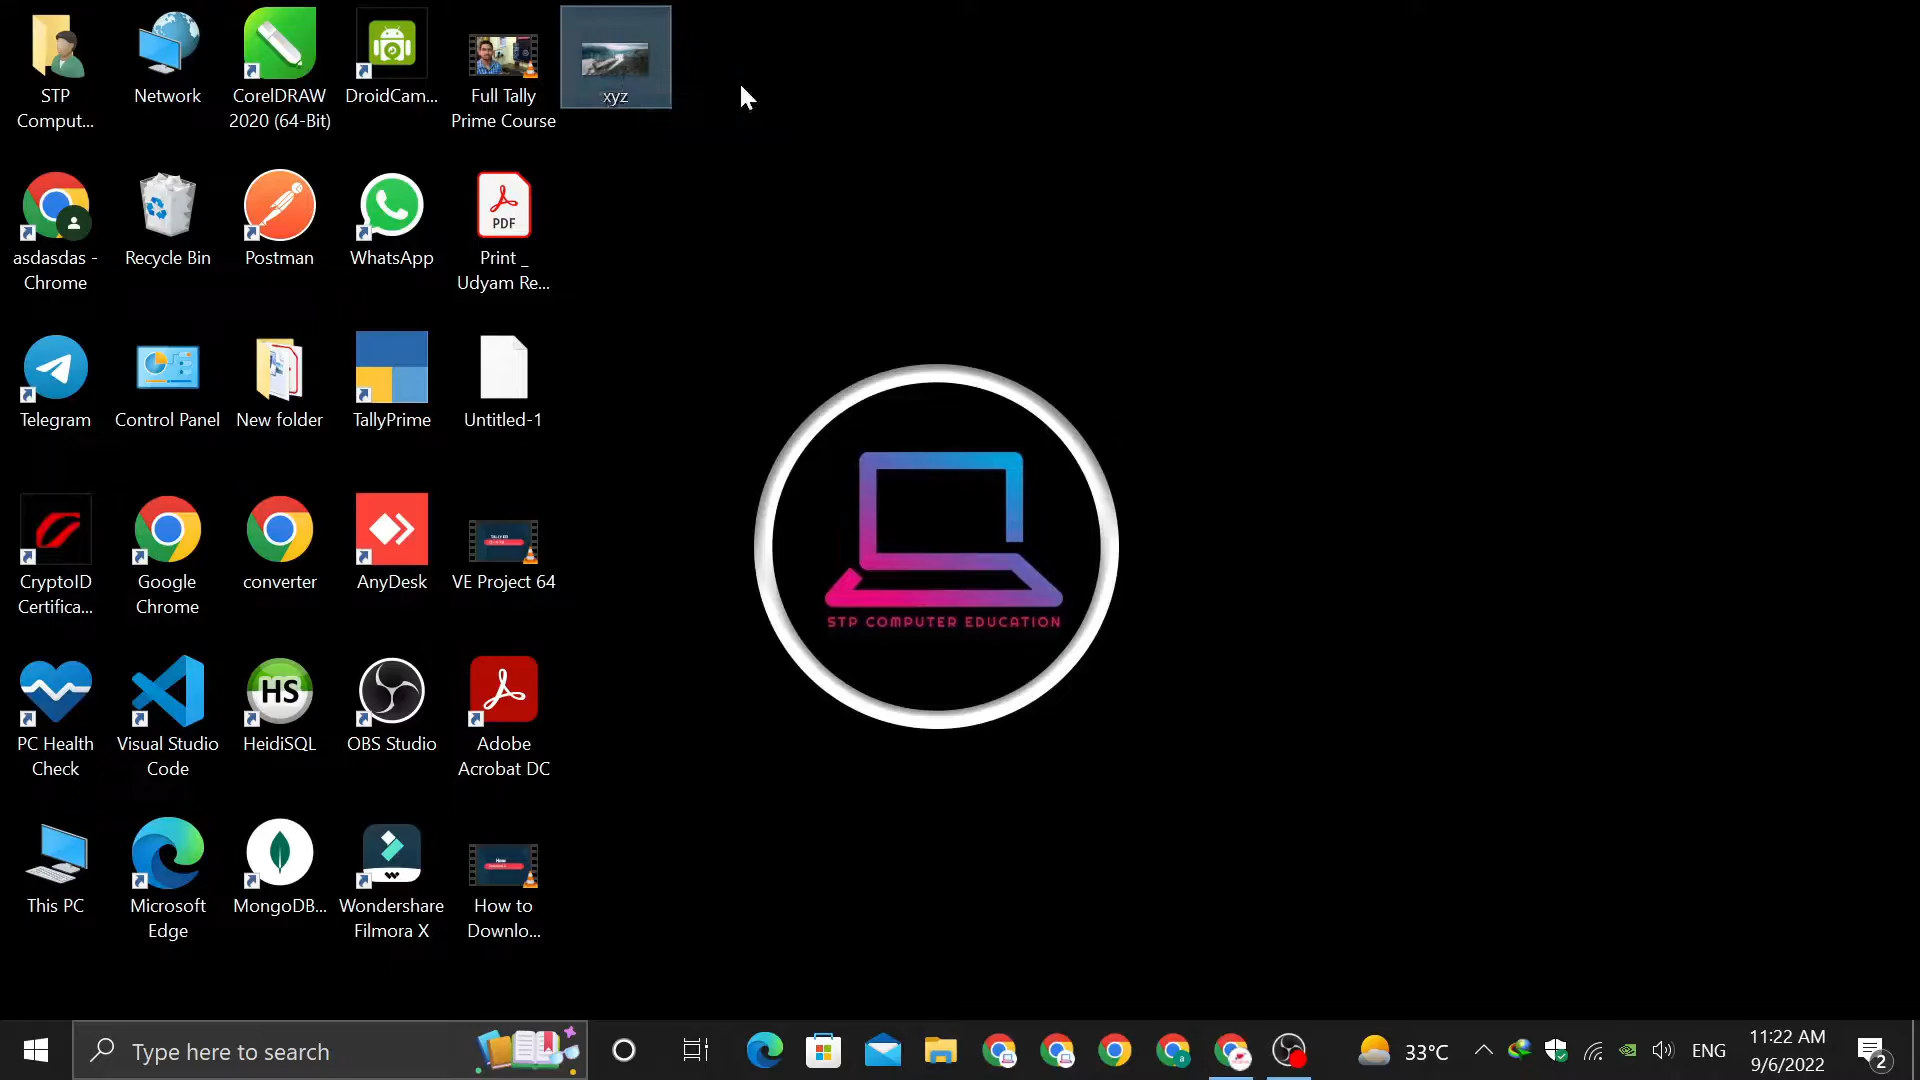 STP
Comput...
Network
CorelDRAW
2020 (64-Bit)
DroidCam...
Full Tally
Prime Course
xyz
asdasdas -
Chrome
Recycle Bin
Postman
WhatsApp
PDF
Print _
Udyam Re...
Telegram
Control Panel
New folder
TallyPrime
Untitled-1
CryptoID
Certifica...
Google
Chrome
converter
AnyDesk
VE Project 64
PC Health
Check
Visual Studio
Code
HS
HeidiSQL
OBS Studio
Adobe
Acrobat DC
This PC
Microsoft
Edge
MongoDB...
Wondershare
Filmora X
How
How to
Downlo...
STP COMPUTER EDUCATION
Type here to search
a
33°C
ENG
11:22 AM
9/6/2022
2